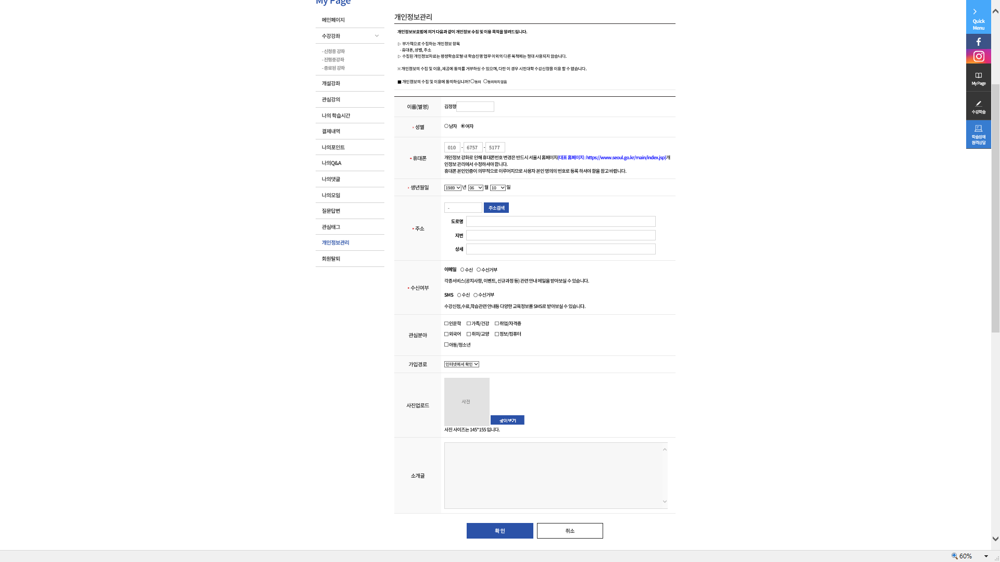 My Page
메인페이지
수강강좌
- 신청중 강좌
- 진행중강좌
- 종료된 강좌
개설강좌
관심강의
나의 학습시간
결제내역
나의포인트
나의Q&A
나의댓글
나의모임
질문답변
관심태그
개인정보관리
회원탈퇴
개인정보관리
개인정보보호법에 의거 다음과 같이 개인정보 수집 및 이용 목적을 알려드립니다.
▷ 부가적으로 수집하는 개인정보 항목
- 휴대폰, 성별, 주소
▷ 수집된 개인정보자료는 평생학습포털 내 학습진행 업무 이외의 다른 목적에는 절대 사용되지 않습니다.
※ 개인정보의 수집 및 이용, 제공에 동의를 거부하실 수 있으며, 다만 이 경우 시민대학 수강신청을 이용 할 수 없습니다.
■ 개인정보의 수집 및 이용에 동의하십니까? 동의 동의하지 않음
이름(별명) 김정향
성별 남자 여자
휴대폰 010 - 6757 - 5177
개인정보 강화로 인해 휴대폰번호 변경은 반드시 서울시 홈페이지(대표 홈페이지 : https://www.seoul.go.kr/main/index.jsp)개
인정보 관리에서 수정하셔야 합니다.
휴대폰 본인인증이 의무적으로 이루어지므로 사용자 본인 명의의 번호로 등록 하셔야 함을 참고 바랍니다.
생년월일 1989 년 06 월 10 일
주소 - 주소검색
도로명
지번
상세
수신여부
이메일 수신 수신거부
각종서비스(공지사항, 이벤트, 신규과정 등) 관련 안내 메일을 받아보실 수 있습니다.
SMS 수신 수신거부
수강신청,수료,학습관련 안내등 다양한 교육정보를 SMS로 받아보실 수 있습니다.
관심분야
인문학 가족/건강 취업/자격증
외국어 취미/교양 정보/컴퓨터
아동/청소년
가입경로 인터넷에서 확인
사진업로드 사진
찾아보기
사진 사이즈는 145*155 입니다.
소개글
확 인 취소
Quick
Menu
My Page
수강학습
학습장애
원격상담
60%